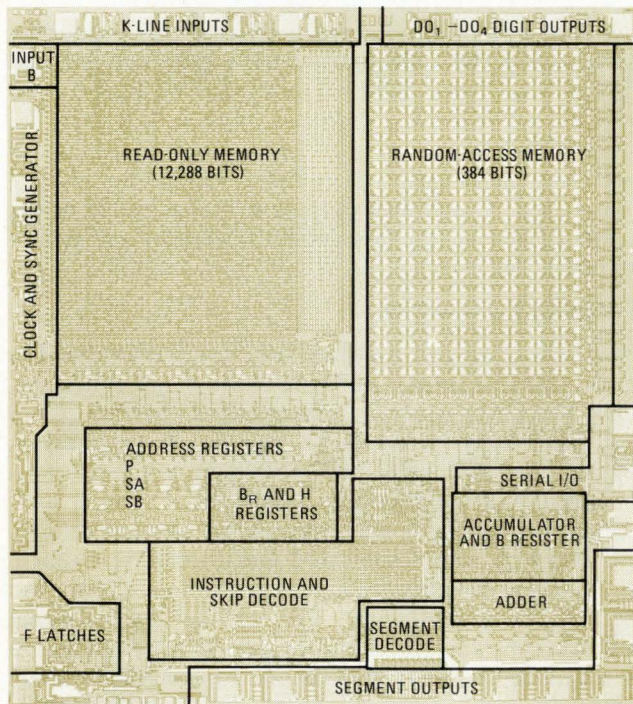 K-LINE INPUTS
DO₁ –DO₄ DIGIT OUTPUTS
INPUT
B
READ-ONLY MEMORY
(12,288 BITS)
RANDOM-ACCESS MEMORY
(384 BITS)
CLOCK AND SYNC GENERATOR
ADDRESS REGISTERS
P
SA
SB
B_R AND H
REGISTERS
SERIAL I/O
ACCUMULATOR
AND B RESISTER
INSTRUCTION AND
SKIP DECODE
ADDER
F LATCHES
SEGMENT
DECODE
SEGMENT OUTPUTS